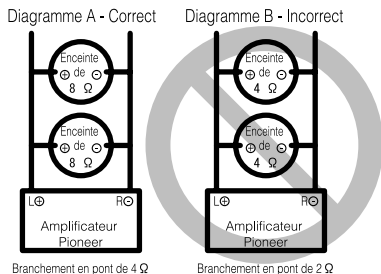 Diagramme A - Correct
Enceinte
⊕ de ⊖
8 Ω
Enceinte
⊕ de ⊖
8 Ω
L⊕ R⊖
Amplificateur
Pioneer
Branchement en pont de 4 Ω
Diagramme B - Incorrect
Enceinte
⊕ de ⊖
4 Ω
Enceinte
⊕ de ⊖
4 Ω
L⊕ R⊖
Amplificateur
Pioneer
Branchement en pont de 2 Ω